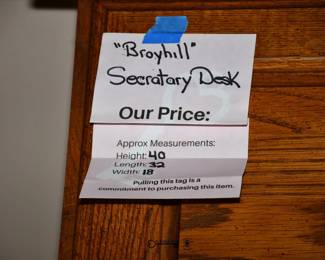 "Broyhill"
Secratary Desk
Our Price:
Approx Measurements:
Height: 40
Length: 32
Width: 18
Pulling this tag is a
commitment to purchasing this item.